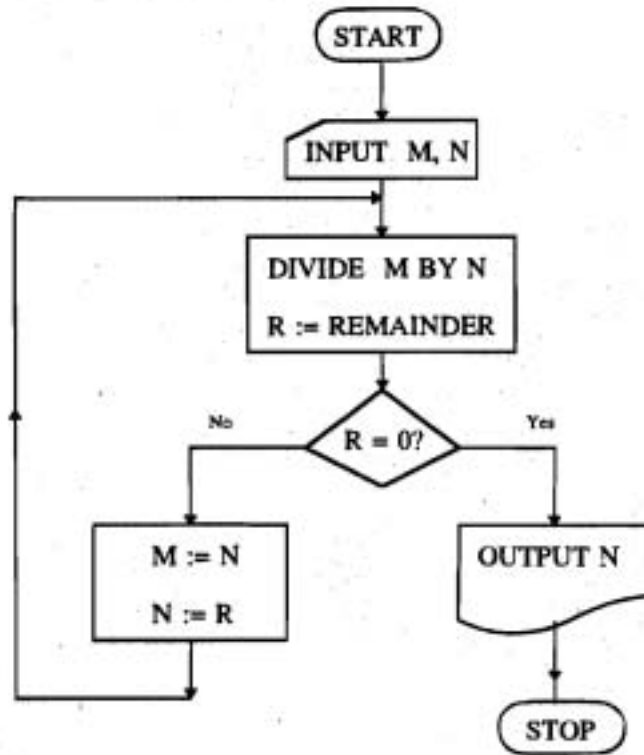 START
INPUT M, N
DIVIDE M BY N
R := REMAINDER
R = 0?
No
Yes
M := N
N := R
OUTPUT N
STOP